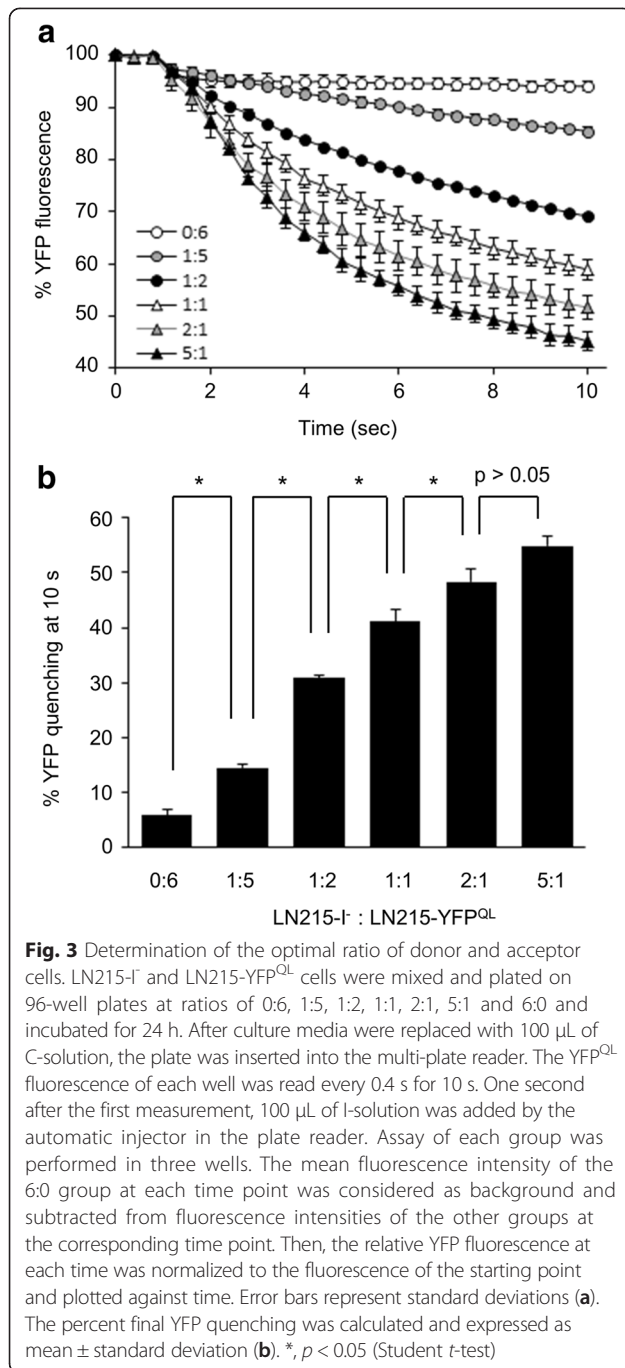 a
100
90
80
70
60
50
40
% YFP fluorescence
0:6
1:5
1:2
1:1
2:1
5:1
0 2 4 6 8 10
Time (sec)
b
* * * * p > 0.05
60
50
40
30
20
10
0
% YFP quenching at 10 s
0:6 1:5 1:2 1:1 2:1 5:1
LN215-I⁻ : LN215-YFP^QL
Fig. 3 Determination of the optimal ratio of donor and acceptor
cells. LN215-I⁻ and LN215-YFP^QL cells were mixed and plated on
96-well plates at ratios of 0:6, 1:5, 1:2, 1:1, 2:1, 5:1 and 6:0 and
incubated for 24 h. After culture media were replaced with 100 μL of
C-solution, the plate was inserted into the multi-plate reader. The YFP^QL
fluorescence of each well was read every 0.4 s for 10 s. One second
after the first measurement, 100 μL of I-solution was added by the
automatic injector in the plate reader. Assay of each group was
performed in three wells. The mean fluorescence intensity of the
6:0 group at each time point was considered as background and
subtracted from fluorescence intensities of the other groups at
the corresponding time point. Then, the relative YFP fluorescence at
each time was normalized to the fluorescence of the starting point
and plotted against time. Error bars represent standard deviations (a).
The percent final YFP quenching was calculated and expressed as
mean ± standard deviation (b). *, p < 0.05 (Student t-test)